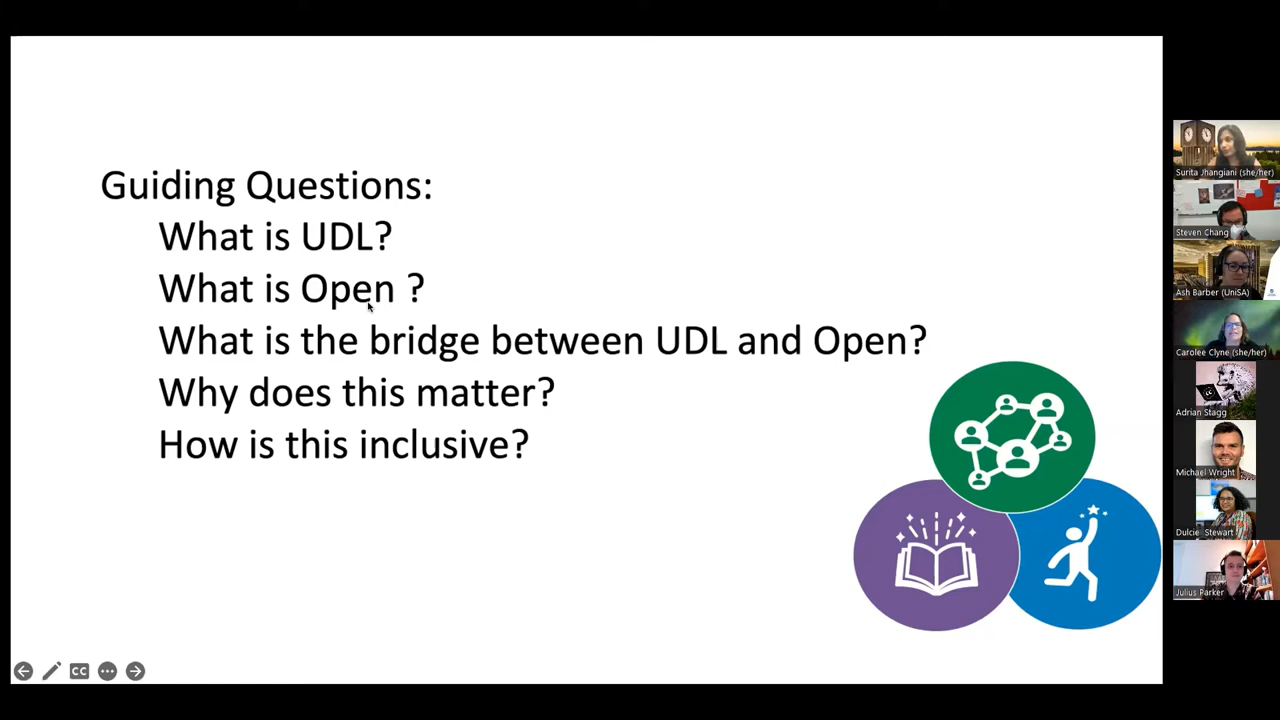 Guiding Questions:
What is UDL?
What is Open ?
What is the bridge between UDL and Open?
Why does this matter?
How is this inclusive?
CC
Surita Jhangiani (she/her)
Steven Chang
Ash Barber (UniSA)
Carolee Clyne (she/her)
Adrian Stagg
Michael Wright
Dulcie Stewart
Julius Parker